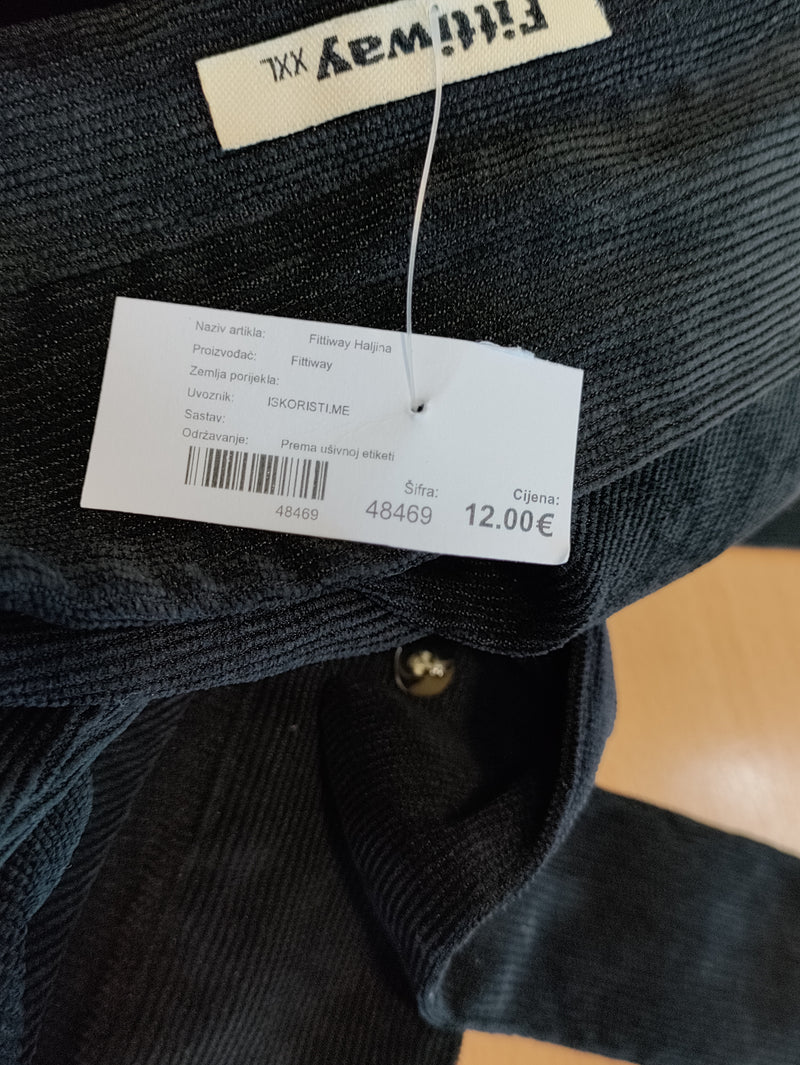 Fittiway
XXL
Naziv artikla: Fittiway Haljina
Proizvođač: Fittiway
Zemlja porijekla:
Uvoznik: ISKORISTI.ME
Sastav:
Održavanje: Prema ušivnoj etiketi
48469
Šifra:
48469
Cijena:
12.00€